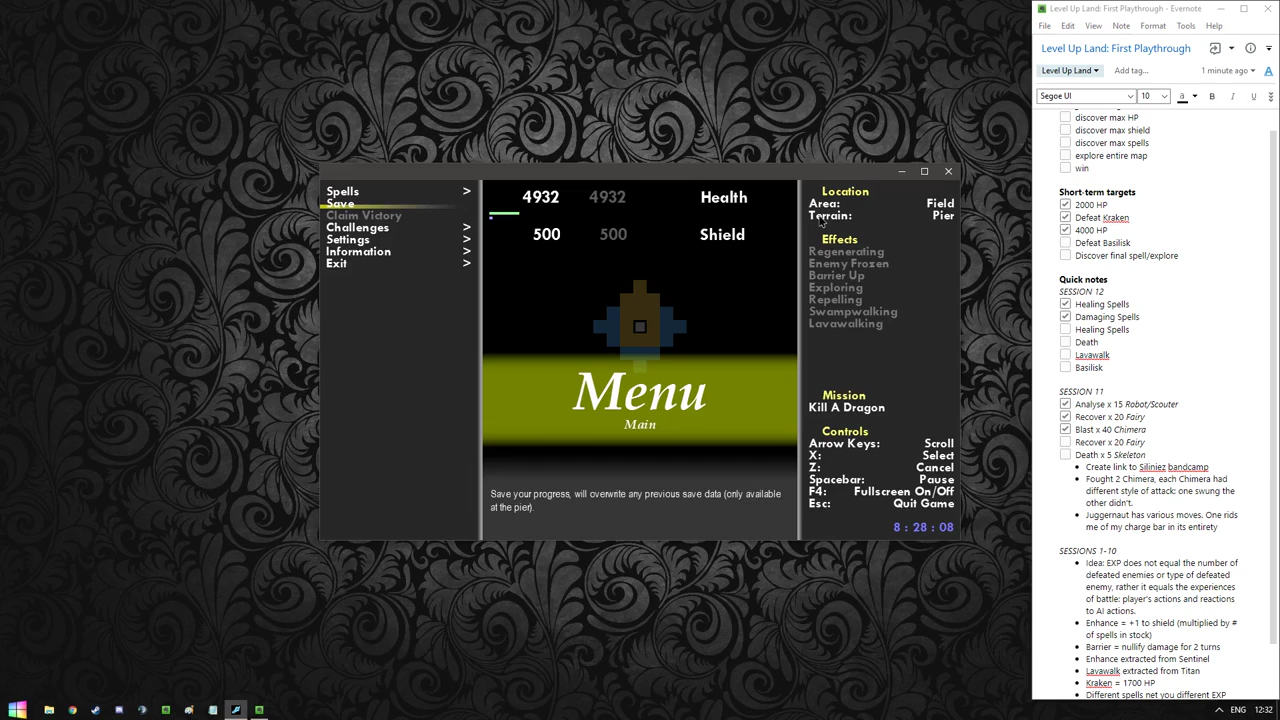 Level Up Land: First Playthrough - Evernote
File Edit View Note Format Tools Help
Level Up Land: First Playthrough
Level Up Land Add tag... 1 minute ago
Segoe UI 10 a B I U
discover max HP
discover max shield
discover max spells
explore entire map
win
Short-term targets
2000 HP
Defeat Kraken
4000 HP
Defeat Basilisk
Discover final spell/explore
Quick notes
SESSION 12
Healing Spells
Damaging Spells
Healing Spells
Death
Lavawalk
Basilisk
SESSION 11
Analyse x 15 Robot/Scouter
Recover x 20 Fairy
Blast x 40 Chimera
Recover x 20 Fairy
Death x 5 Skeleton
Create link to Siliniez bandcamp
Fought 2 Chimera, each Chimera had
different style of attack: one swung the
other didn't.
Juggernaut has various moves. One rids
me of my charge bar in its entirety
SESSIONS 1-10
Idea: EXP does not equal the number of
defeated enemies or type of defeated
enemy, rather it equals the experiences
of battle: player's actions and reactions
to AI actions.
Enhance = +1 to shield (multiplied by #
of spells in stock)
Barrier = nullify damage for 2 turns
Enhance extracted from Sentinel
Lavawalk extracted from Titan
Kraken = 1700 HP
Different spells net you different EXP
Spells >
Save
Claim Victory
Challenges >
Settings >
Information >
Exit >
4932 4932 Health
500 500 Shield
Menu
Main
Save your progress, will overwrite any previous save data (only available
at the pier).
Location
Area: Field
Terrain: Pier
Effects
Regenerating
Enemy Frozen
Barrier Up
Exploring
Repelling
Swampwalking
Lavawalking
Mission
Kill A Dragon
Controls
Arrow Keys: Scroll
X: Select
Z: Cancel
Spacebar: Pause
F4: Fullscreen On/Off
Esc: Quit Game
8 : 28 : 08
ENG 12:32